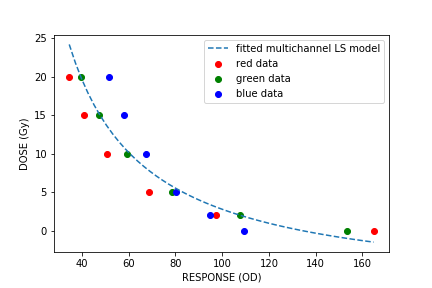 25
20
15
10
5
0
DOSE (Gy)
fitted multichannel LS model
red data
green data
blue data
40 60 80 100 120 140 160
RESPONSE (OD)